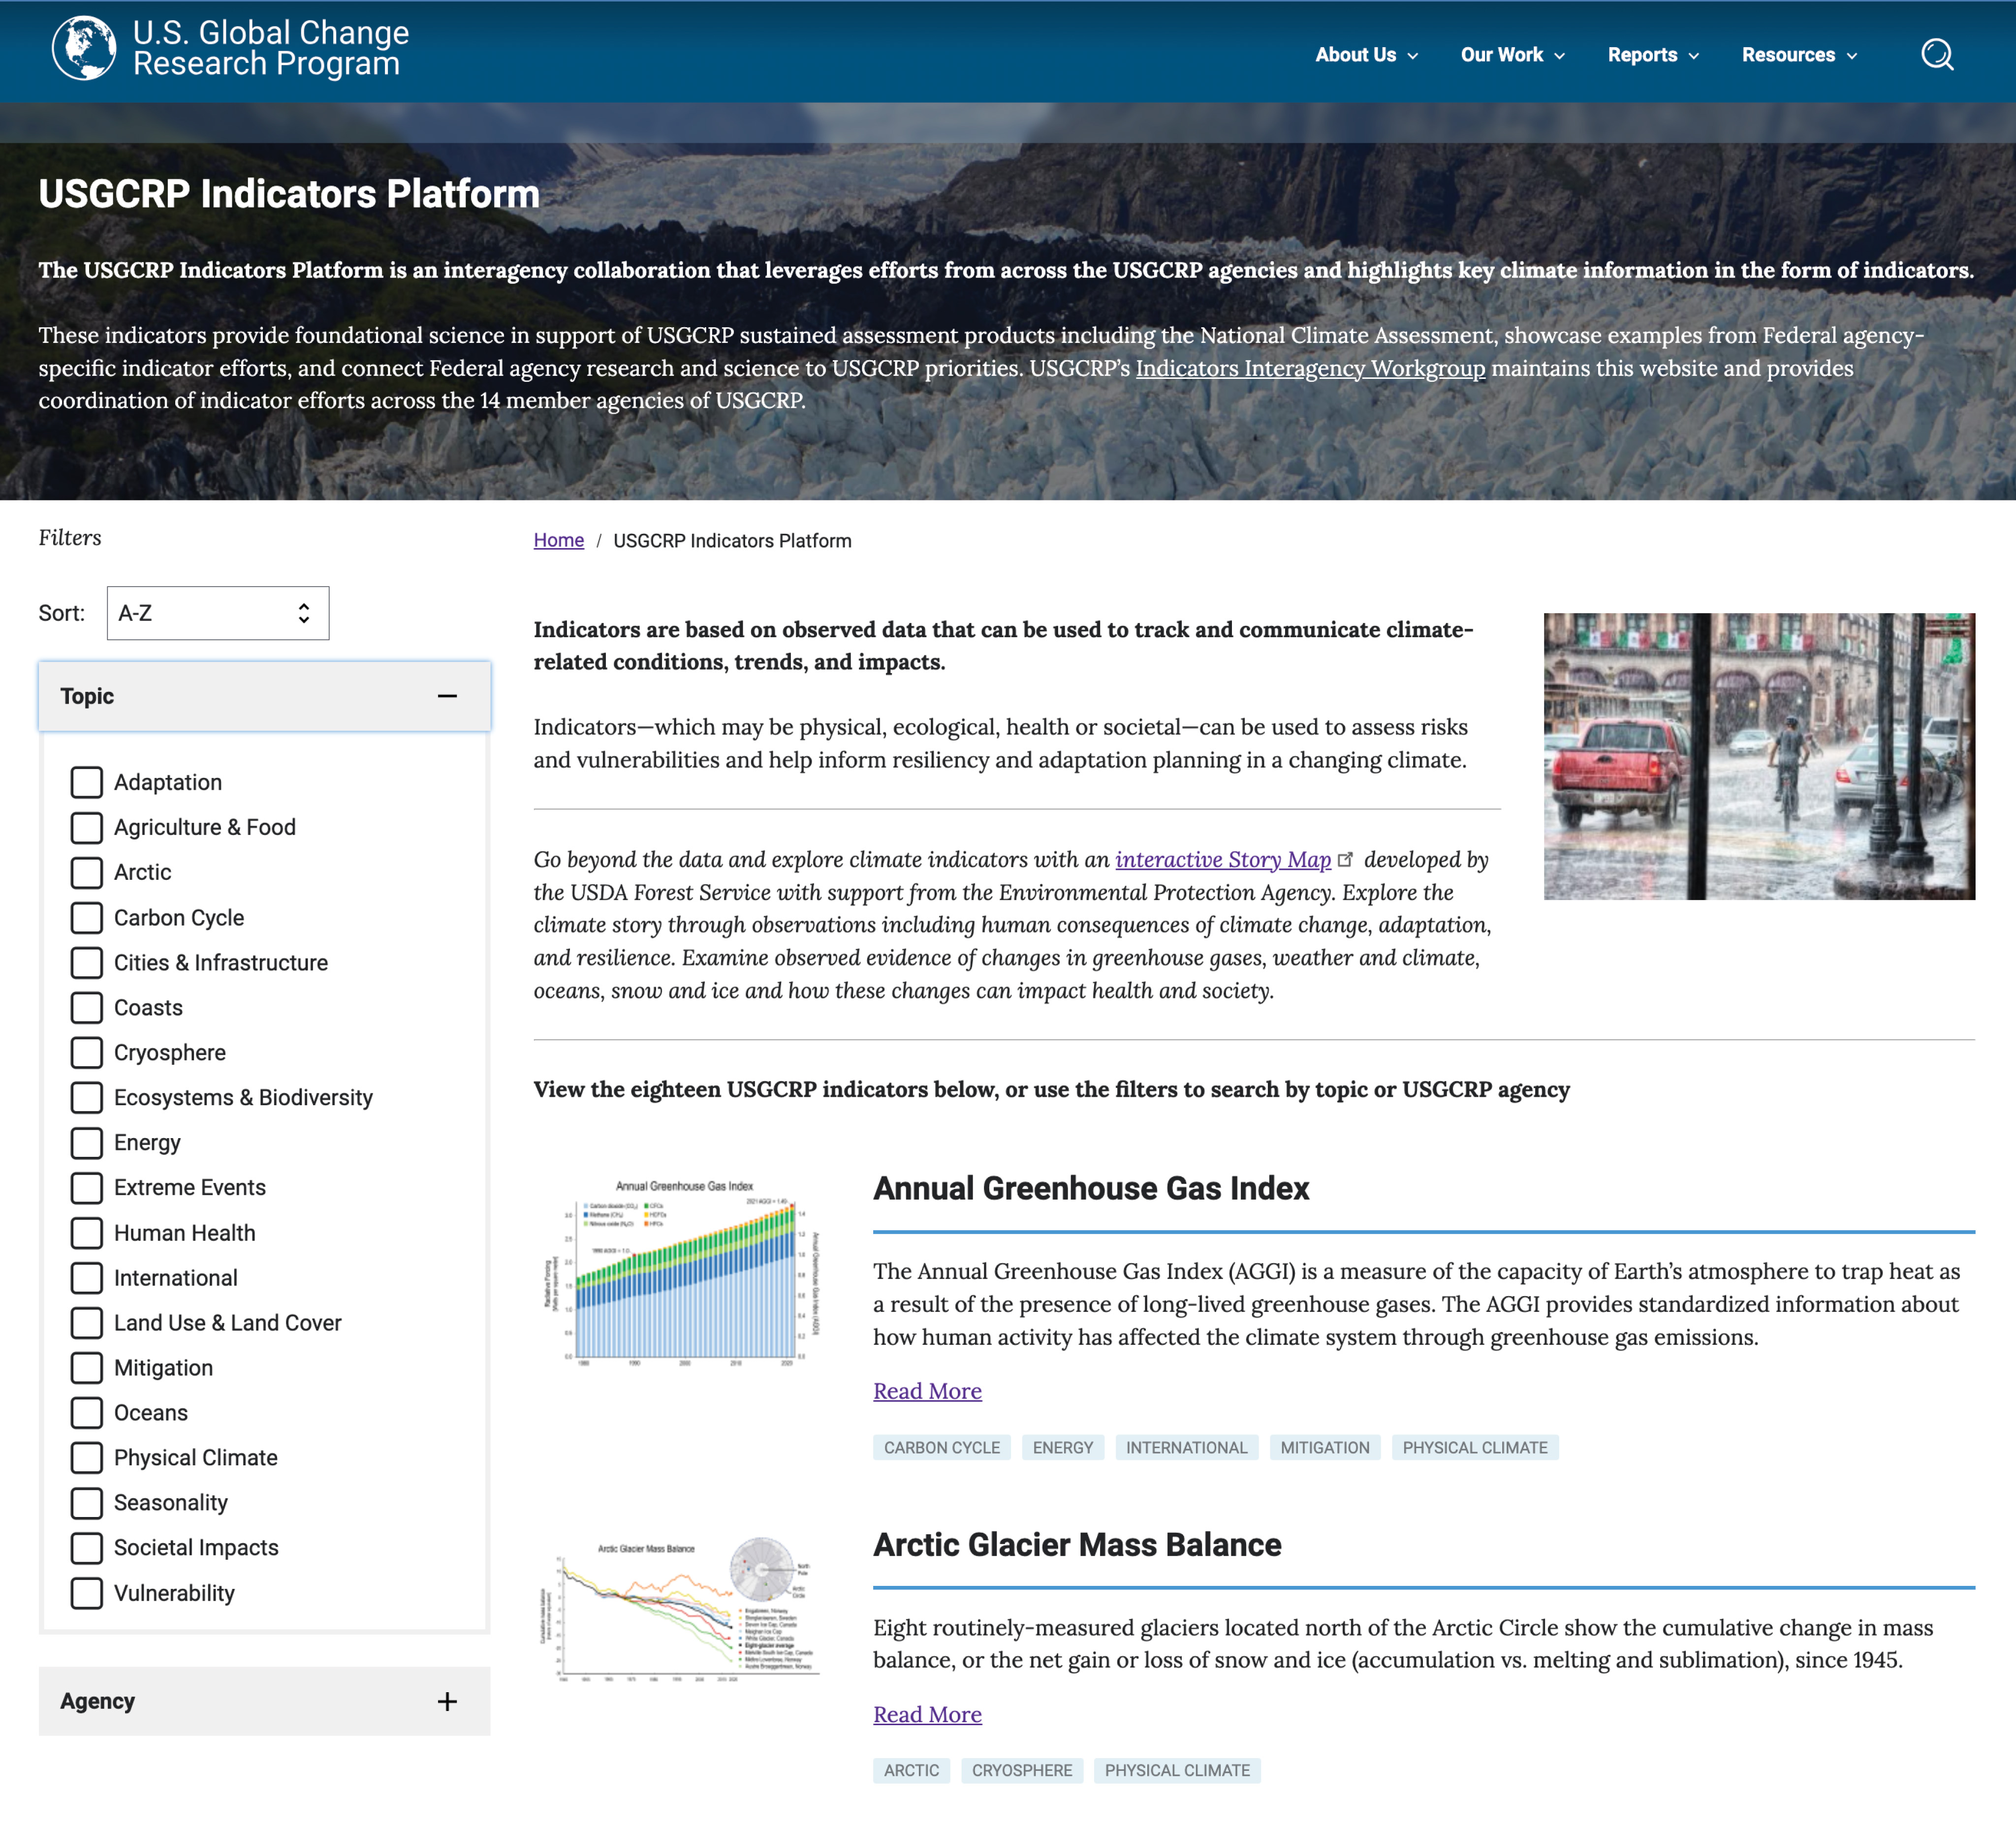 U.S. Global Change
Research Program
About Us
Our Work
Reports
Resources
USGCRP Indicators Platform
The USGCRP Indicators Platform is an interagency collaboration that leverages efforts from across the USGCRP agencies and highlights key climate information in the form of indicators.
These indicators provide foundational science in support of USGCRP sustained assessment products including the National Climate Assessment, showcase examples from Federal agency-
specific indicator efforts, and connect Federal agency research and science to USGCRP priorities. USGCRP’s Indicators Interagency Workgroup maintains this website and provides
coordination of indicator efforts across the 14 member agencies of USGCRP.
Filters
Sort:
A-Z
Topic
Adaptation
Agriculture & Food
Arctic
Carbon Cycle
Cities & Infrastructure
Coasts
Cryosphere
Ecosystems & Biodiversity
Energy
Extreme Events
Human Health
International
Land Use & Land Cover
Mitigation
Oceans
Physical Climate
Seasonality
Societal Impacts
Vulnerability
Agency
Home / USGCRP Indicators Platform
Indicators are based on observed data that can be used to track and communicate climate-
related conditions, trends, and impacts.
Indicators—which may be physical, ecological, health or societal—can be used to assess risks
and vulnerabilities and help inform resiliency and adaptation planning in a changing climate.
Go beyond the data and explore climate indicators with an interactive Story Map developed by
the USDA Forest Service with support from the Environmental Protection Agency. Explore the
climate story through observations including human consequences of climate change, adaptation,
and resilience. Examine observed evidence of changes in greenhouse gases, weather and climate,
oceans, snow and ice and how these changes can impact health and society.
View the eighteen USGCRP indicators below, or use the filters to search by topic or USGCRP agency
Annual Greenhouse Gas Index
Annual Greenhouse Gas Index
The Annual Greenhouse Gas Index (AGGI) is a measure of the capacity of Earth’s atmosphere to trap heat as
a result of the presence of long-lived greenhouse gases. The AGGI provides standardized information about
how human activity has affected the climate system through greenhouse gas emissions.
Read More
CARBON CYCLE
ENERGY
INTERNATIONAL
MITIGATION
PHYSICAL CLIMATE
Arctic Glacier Mass Balance
Arctic Glacier Mass Balance
Eight routinely-measured glaciers located north of the Arctic Circle show the cumulative change in mass
balance, or the net gain or loss of snow and ice (accumulation vs. melting and sublimation), since 1945.
Read More
ARCTIC
CRYOSPHERE
PHYSICAL CLIMATE